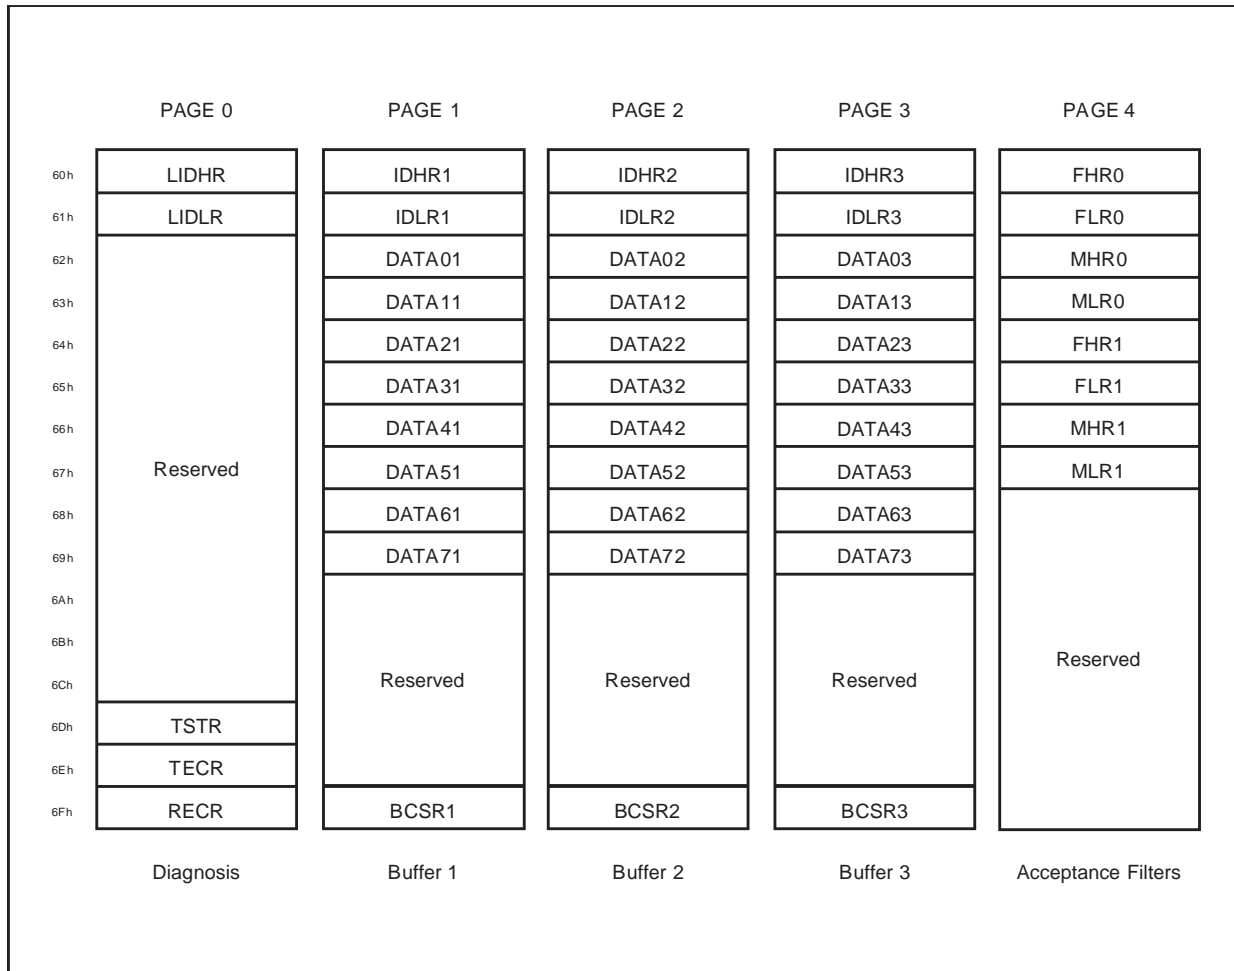 PAGE 0 PAGE 1 PAGE 2 PAGE 3 PAGE 4
60h LIDHR IDHR1 IDHR2 IDHR3 FHR0
61h LIDLR IDLR1 IDLR2 IDLR3 FLR0
62h DATA01 DATA02 DATA03 MHR0
63h DATA11 DATA12 DATA13 MLR0
64h DATA21 DATA22 DATA23 FHR1
65h DATA31 DATA32 DATA33 FLR1
66h DATA41 DATA42 DATA43 MHR1
67h Reserved DATA51 DATA52 DATA53 MLR1
68h DATA61 DATA62 DATA63
69h DATA71 DATA72 DATA73
6Ah
6Bh
Reserved
6Ch Reserved Reserved Reserved
6Dh TSTR
6Eh TECR
6Fh RECR BCSR1 BCSR2 BCSR3
Diagnosis Buffer 1 Buffer 2 Buffer 3 Acceptance Filters